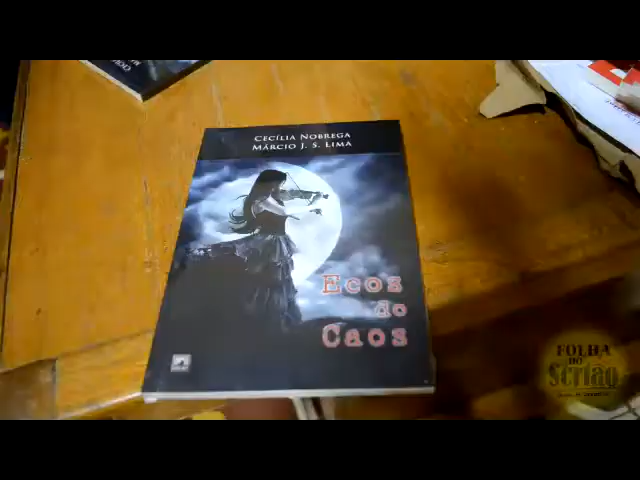 Cecília Nobrega
Márcio J. S. Lima
Ecos
do
Caos
FOLHA
DO
Sertão